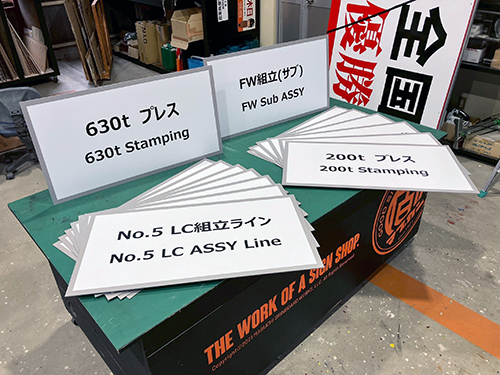 630t プレス
630t Stamping
FW組立(サブ)
FW Sub ASSY
全国
優勝
200t プレス
200t Stamping
No.5 LC組立ライン
No.5 LC ASSY Line
THE WORK OF A SIGN SHOP.